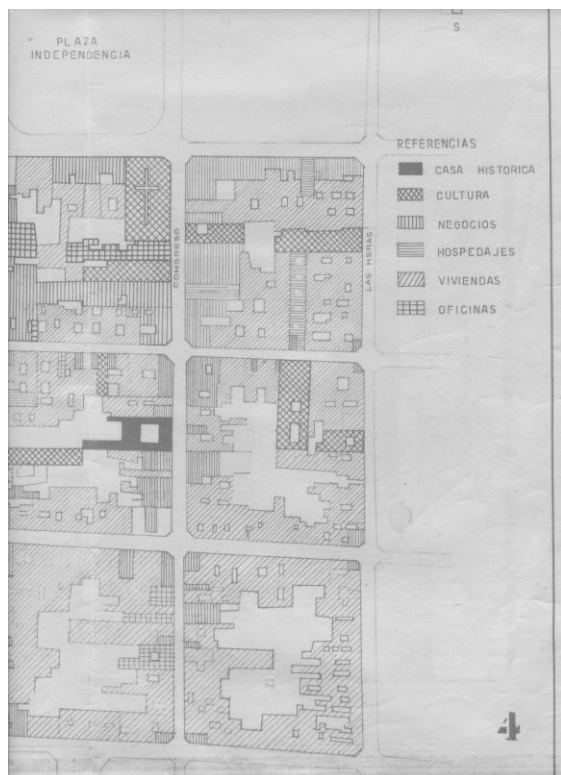 PLAZA
INDEPENDENCIA
S
REFERENCIAS
CASA HISTORICA
CULTURA
NEGOCIOS
HOSPEDAJES
VIVIENDAS
OFICINAS
CONGRESO
LAS HERAS
4